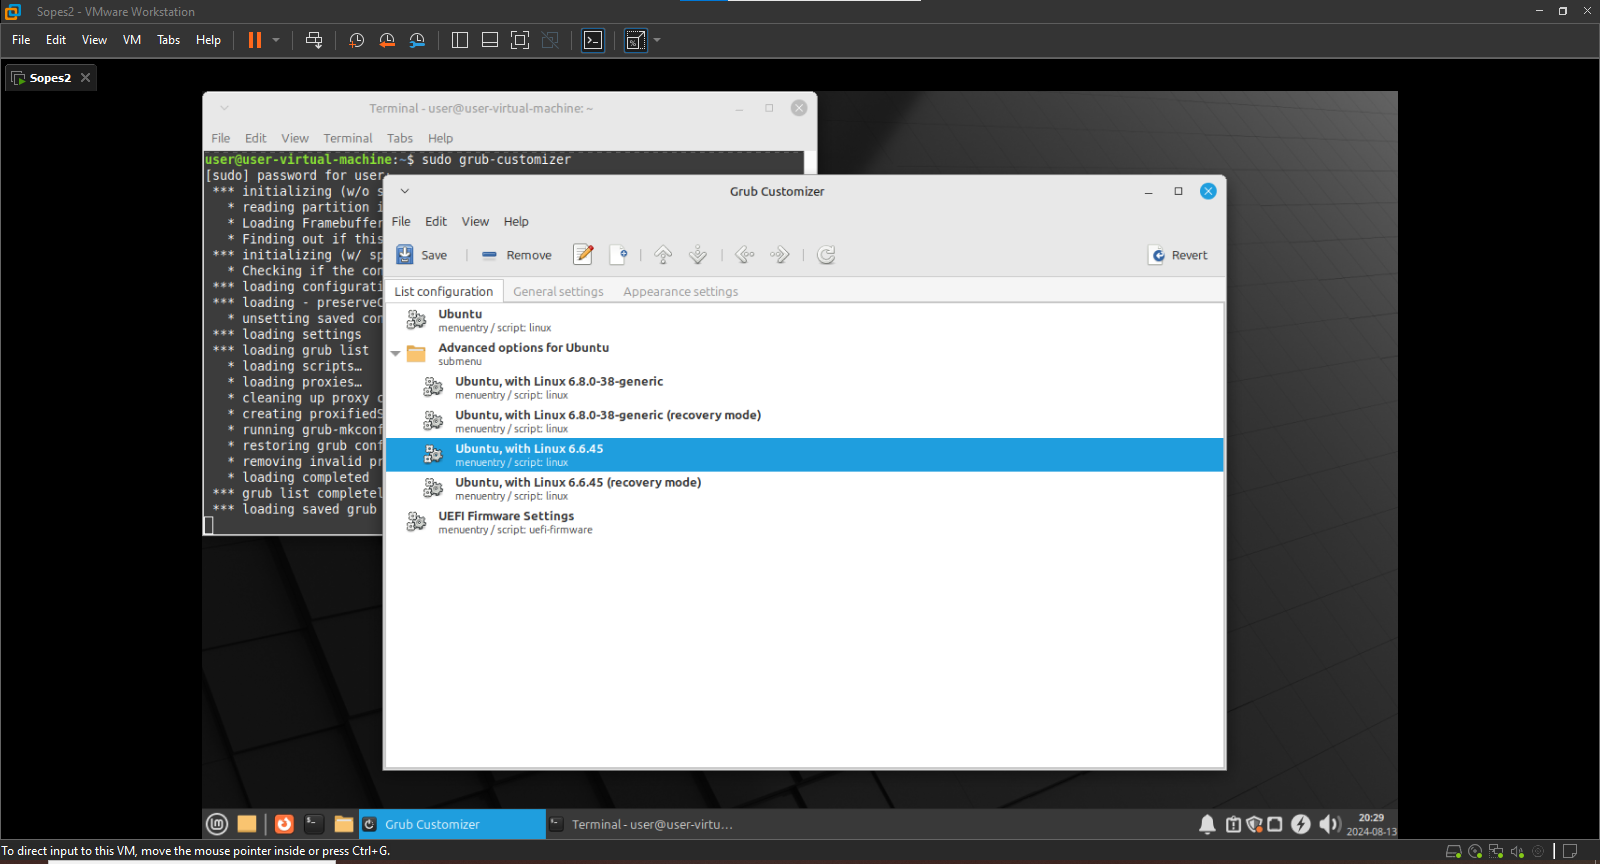 Sopes2 - VMware Workstation
File Edit View VM Tabs Help
Sopes2
Terminal - user@user-virtual-machine: ~
File Edit View Terminal Tabs Help
user@user-virtual-machine:~$ sudo grub-customizer
[sudo] password for user:
*** initializing (w/o s
* reading partition i
* Loading Framebuffer
* Finding out if this
*** initializing (w/ sp
* Checking if the con
*** loading configurati
*** loading - preserveC
* unsetting saved con
*** loading settings
*** loading grub list
* loading scripts…
* loading proxies…
* cleaning up proxy c
* creating proxifiedS
* running grub-mkconf
* restoring grub conf
* removing invalid pr
* loading completed
*** grub list completel
*** loading saved grub
Grub Customizer
File Edit View Help
Save Remove Revert
List configuration General settings Appearance settings
Ubuntu
menuentry / script: linux
Advanced options for Ubuntu
submenu
Ubuntu, with Linux 6.8.0-38-generic
menuentry / script: linux
Ubuntu, with Linux 6.8.0-38-generic (recovery mode)
menuentry / script: linux
Ubuntu, with Linux 6.6.45
menuentry / script: linux
Ubuntu, with Linux 6.6.45 (recovery mode)
menuentry / script: linux
UEFI Firmware Settings
menuentry / script: uefi-firmware
Grub Customizer
Terminal - user@user-virtu...
20:29
2024-08-13
To direct input to this VM, move the mouse pointer inside or press Ctrl+G.